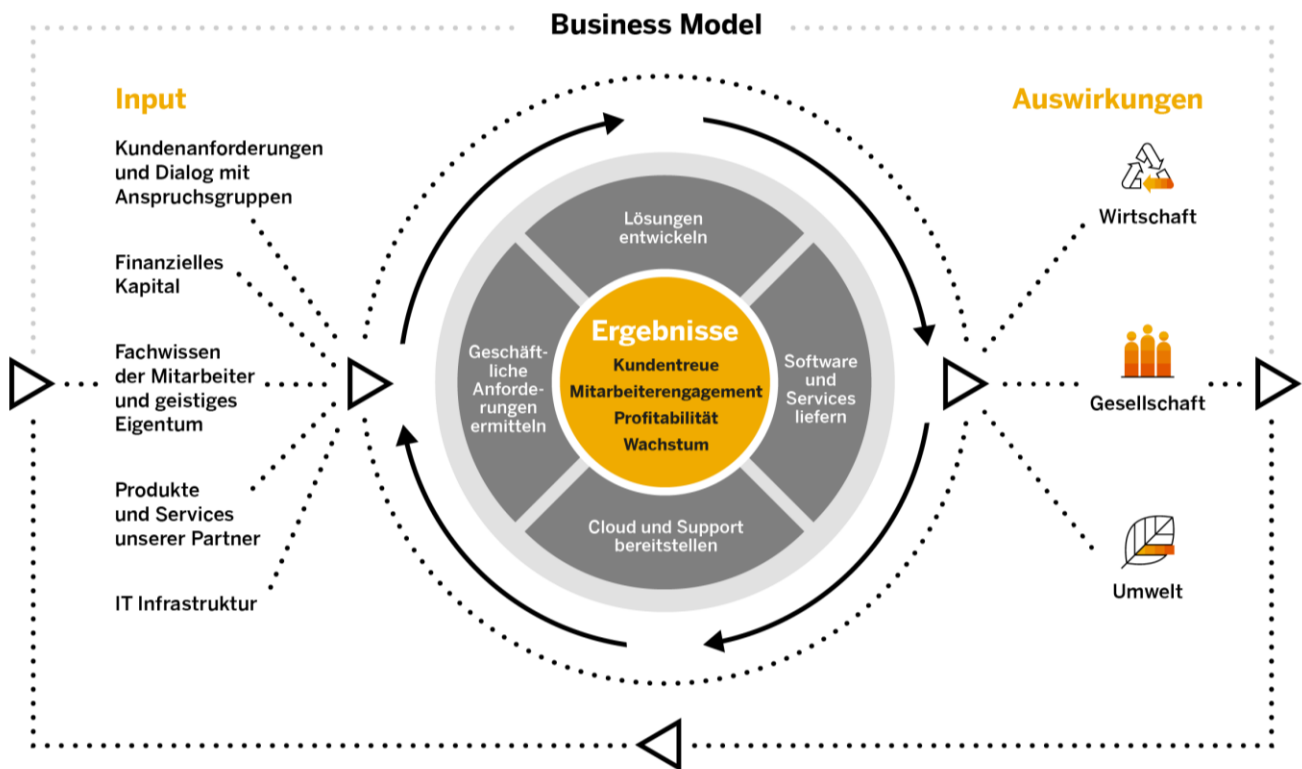 Business Model
Input
Kundenanforderungen
und Dialog mit
Anspruchsgruppen
Finanzielles
Kapital
Fachwissen
der Mitarbeiter
und geistiges
Eigentum
Produkte
und Services
unserer Partner
IT Infrastruktur
Lösungen
entwickeln
Geschäft-
liche
Anforde-
rungen
ermitteln
Ergebnisse
Kundentreue
Mitarbeiterengagement
Profitabilität
Wachstum
Software
und
Services
liefern
Cloud und Support
bereitstellen
Auswirkungen
Wirtschaft
Gesellschaft
Umwelt